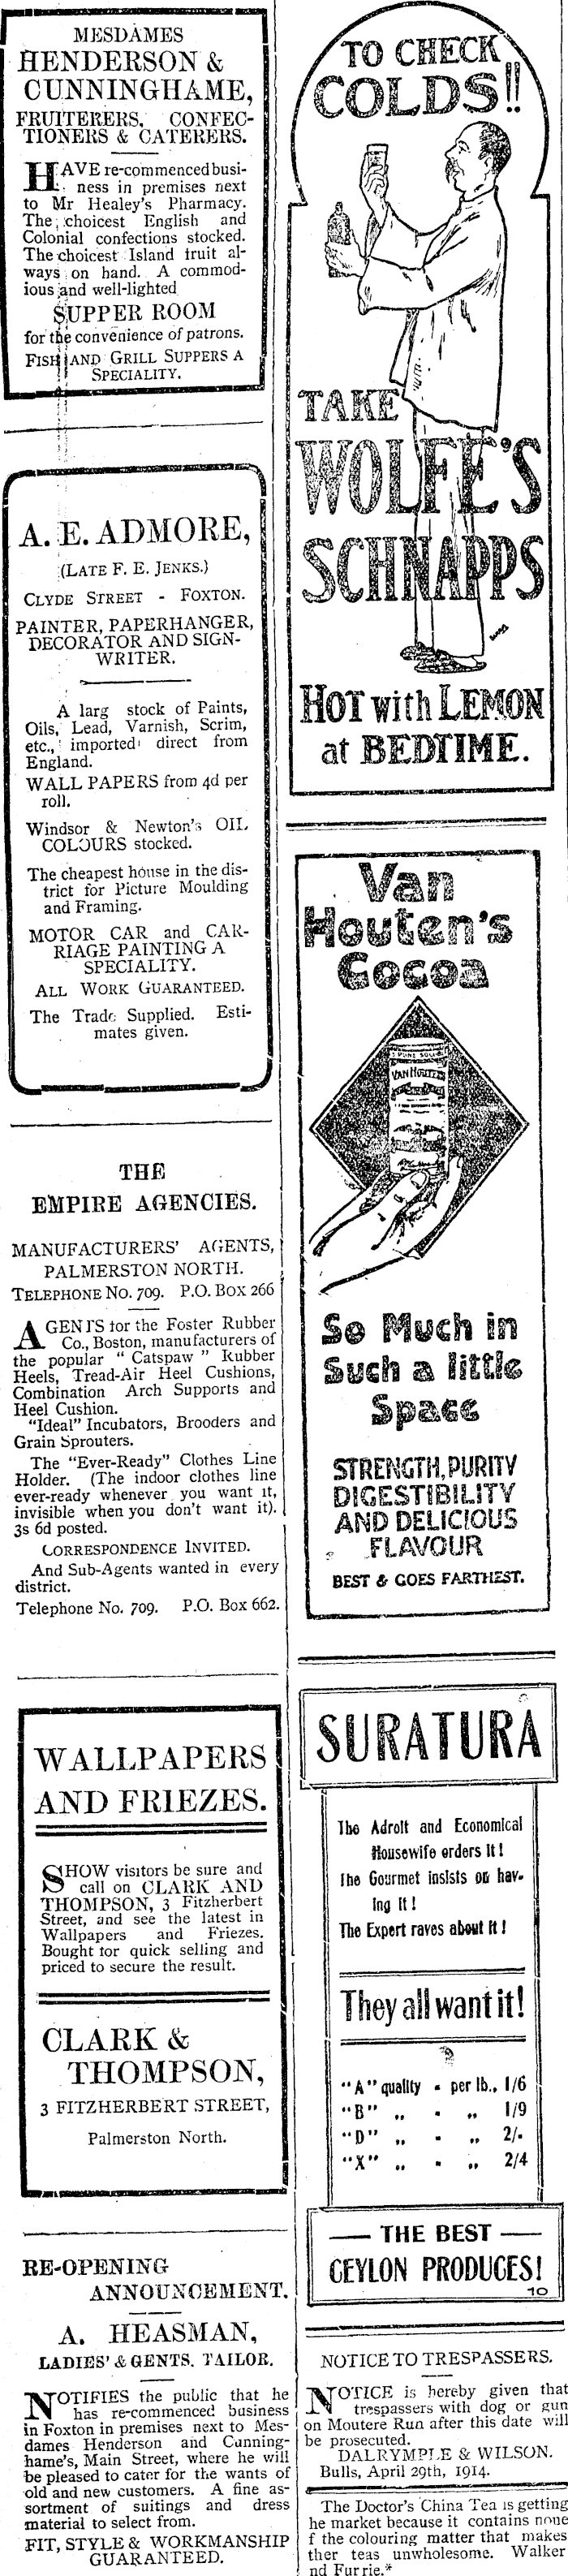 MESDAMES
HENDERSON &
CUNNINGHAME,
FRUITERERS, CONFEC-
TIONERS & CATERERS.
HAVE re-commenced busi-
ness in premises next
to Mr Healey's Pharmacy.
The choicest English and
Colonial confections stocked.
The choicest Island fruit al-
ways on hand. A commod-
ious and well-lighted
SUPPER ROOM
for the convenience of patrons.
FISH AND GRILL SUPPERS A
SPECIALITY.
A. E. ADMORE,
(LATE F. E. JENKS.)
CLYDE STREET - FOXTON.
PAINTER, PAPERHANGER,
DECORATOR AND SIGN-
WRITER.
A larg stock of Paints,
Oils, Lead, Varnish, Scrim,
etc., imported direct from
England.
WALL PAPERS from 4d per
roll.
Windsor & Newton's OIL
COLOURS stocked.
The cheapest house in the dis-
trict for Picture Moulding
and Framing.
MOTOR CAR and CAR-
RIAGE PAINTING A
SPECIALITY.
ALL WORK GUARANTEED.
The Trade Supplied. Esti-
mates given.
THE
EMPIRE AGENCIES.
MANUFACTURERS' AGENTS,
PALMERSTON NORTH.
TELEPHONE NO. 709. P.O. BOX 266
AGENTS for the Foster Rubber
Co., Boston, manufacturers of
the popular "Catspaw" Rubber
Heels, Tread-Air Heel Cushions,
Combination Arch Supports and
Heel Cushion.
"Ideal" Incubators, Brooders and
Grain Sprouters.
The "Ever-Ready" Clothes Line
Holder. (The indoor clothes line
ever-ready whenever you want it,
invisible when you don't want it).
3s 6d posted.
CORRESPONDENCE INVITED.
And Sub-Agents wanted in every
district.
Telephone No. 709. P.O. Box 662.
WALLPAPERS
AND FRIEZES.
SHOW visitors be sure and
call on CLARK AND
THOMPSON, 3 Fitzherbert
Street, and see the latest in
Wallpapers and Friezes.
Bought for quick selling and
priced to secure the result.
CLARK &
THOMPSON,
3 FITZHERBERT STREET,
Palmerston North.
RE-OPENING
ANNOUNCEMENT.
A. HEASMAN,
LADIES' & GENTS. TAILOR.
NOTIFIES the public that he
has re-commenced business
in Foxton in premises next to Mes-
dames Henderson and Cunning-
hame's, Main Street, where he will
be pleased to cater for the wants of
old and new customers. A fine as-
sortment of suitings and dress
material to select from.
FIT, STYLE & WORKMANSHIP
GUARANTEED.
TO CHECK
COLDS!!
TAKE
WOLFE'S
SCHNAPPS
HOT with LEMON
at BEDTIME.
Van
Houten's
Cocoa
VAN HOUTEN
So Much in
Such a little
Space
STRENGTH, PURITY
DIGESTIBILITY
AND DELICIOUS
FLAVOUR
BEST & GOES FARTHEST.
SURATURA
The Adroit and Economical
Housewife orders it!
The Gourmet insists on hav-
ing it!
The Expert raves about it!
They all want it!
"A" quality - per lb., 1/6
"B" ,, - ,, 1/9
"D" ,, - ,, 2/-
"X" ,, - ,, 2/4
— THE BEST —
CEYLON PRODUCES!
10
NOTICE TO TRESPASSERS.
NOTICE is hereby given that
trespassers with dog or gun
on Moutere Run after this date will
be prosecuted.
DALRYMPLE & WILSON.
Bulls, April 29th, 1914.
The Doctor's China Tea is getting
he market because it contains none
f the colouring matter that makes
ther teas unwholesome. Walker
nd Furrie.*